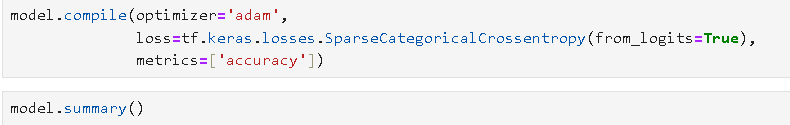 model.compile(optimizer='adam',
              loss=tf.keras.losses.SparseCategoricalCrossentropy(from_logits=True),
              metrics=['accuracy'])
model.summary()